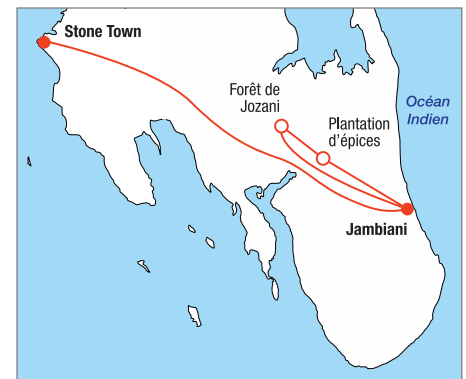 Stone Town
Forêt de
Jozani
Océan
Indien
Plantation
d'épices
Jambiani